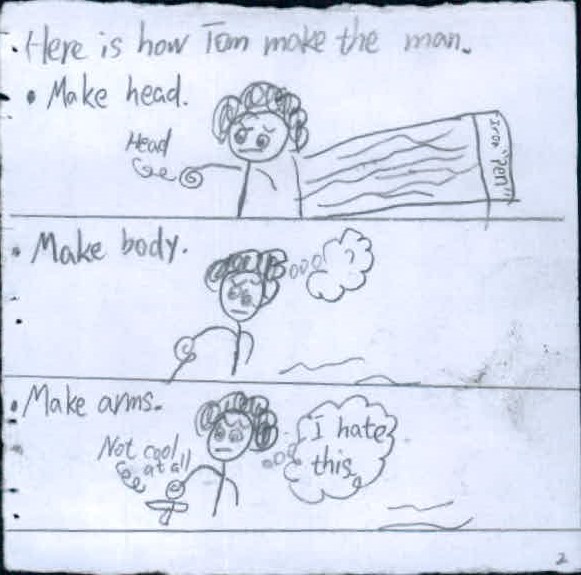 . Here is how Tom make the man.
• Make head.
Head
Iron "Pen"
• Make body.
?
• Make arms.
Not cool
at all
I hate
this.
2